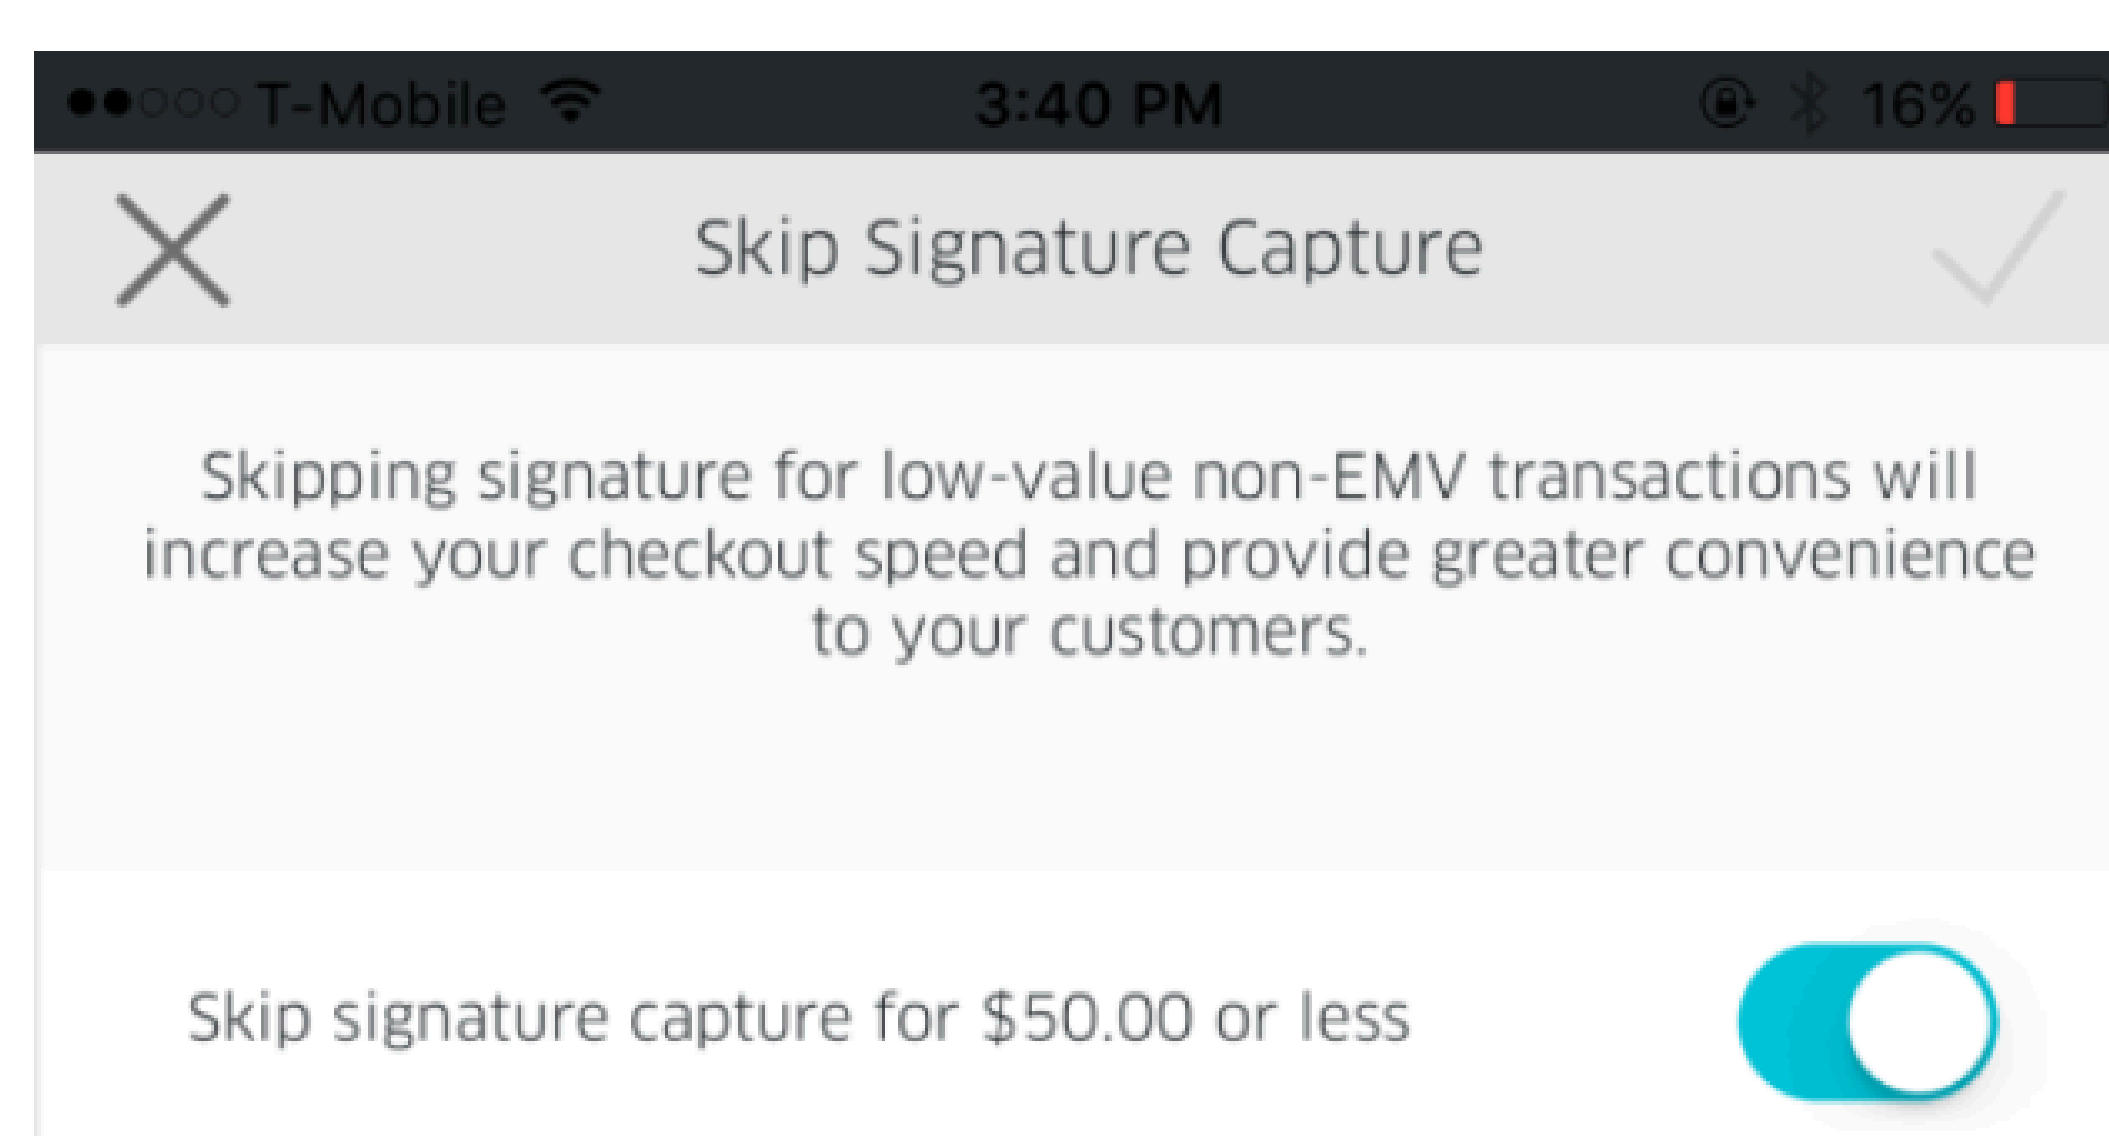 T-Mobile 3:40 PM 16%
Skip Signature Capture
Skipping signature for low-value non-EMV transactions will
increase your checkout speed and provide greater convenience
to your customers.
Skip signature capture for $50.00 or less